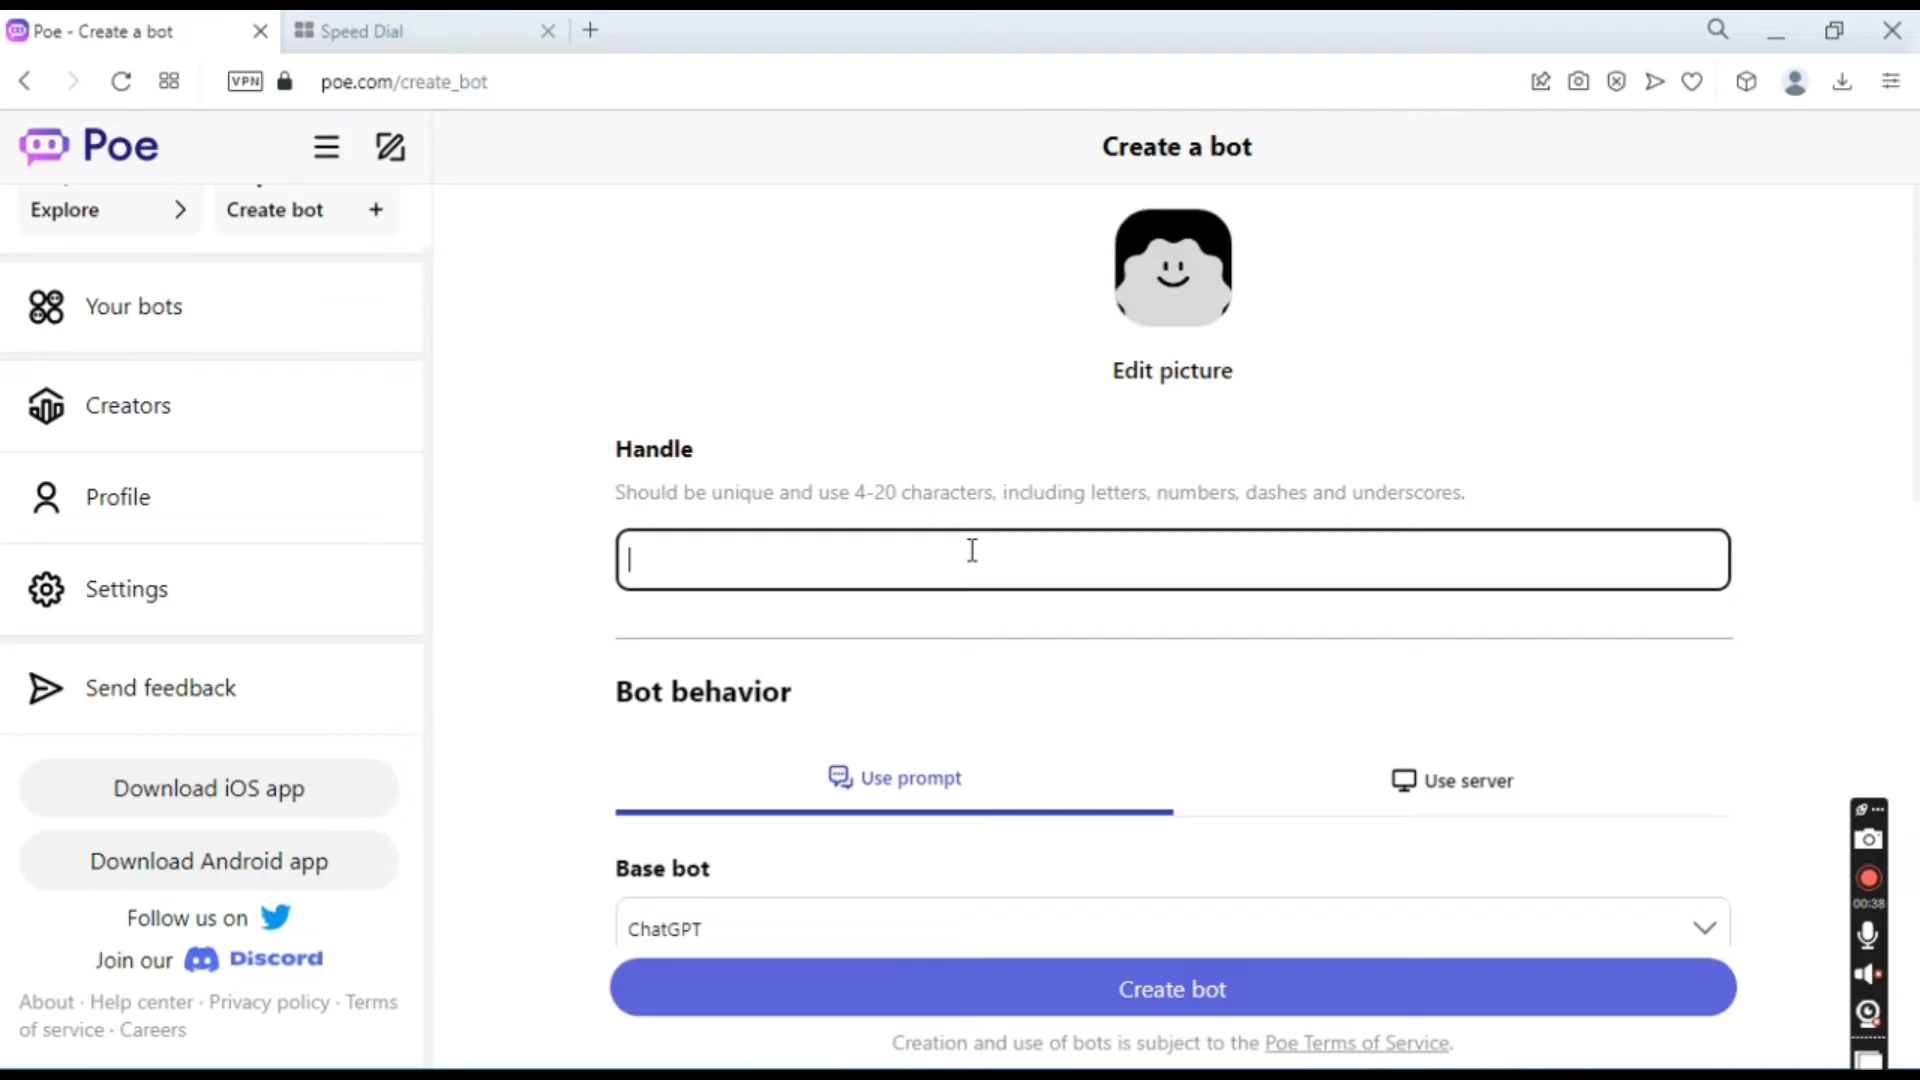 Poe - Create a bot
Speed Dial
VPN
poe.com/create_bot
Poe
Create a bot
Explore
Create bot +
Your bots
Creators
Profile
Settings
Send feedback
Download iOS app
Download Android app
Follow us on
Join our Discord
About · Help center · Privacy policy · Terms
of service · Careers
Edit picture
Handle
Should be unique and use 4-20 characters, including letters, numbers, dashes and underscores.
Bot behavior
Use prompt
Use server
Base bot
ChatGPT
Create bot
Creation and use of bots is subject to the Poe Terms of Service.
00:38